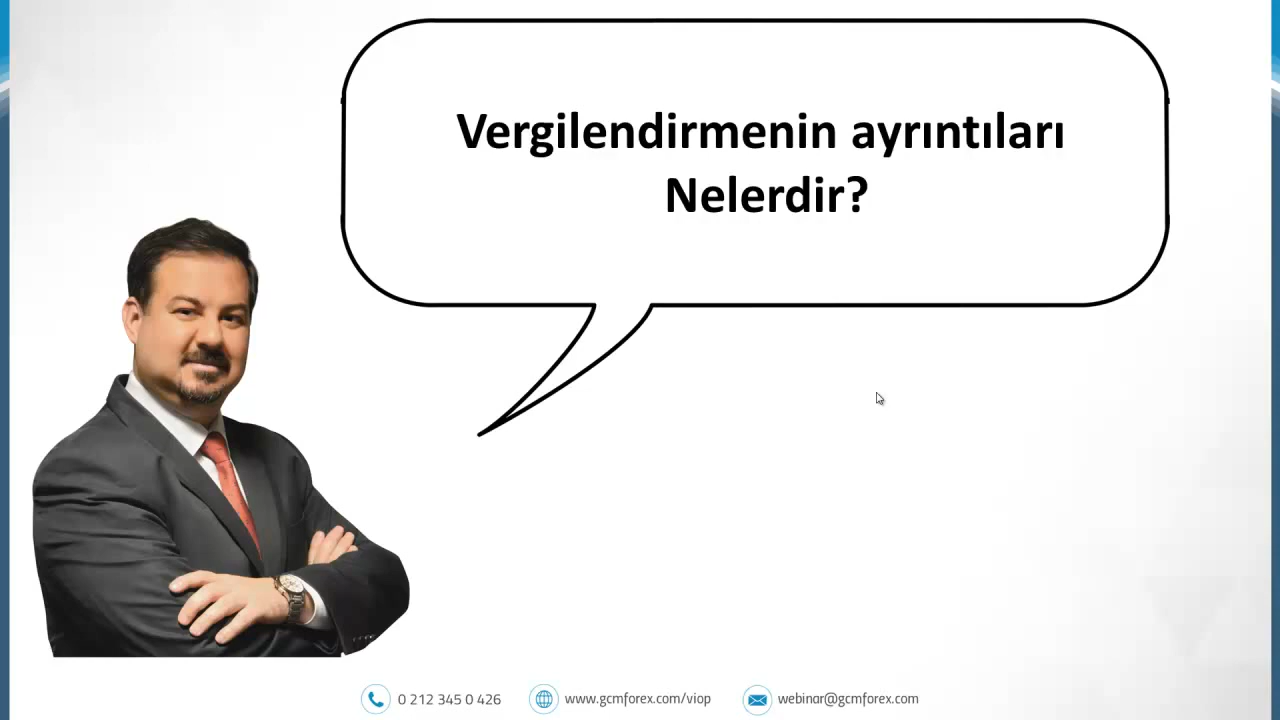 Vergilendirmenin ayrıntıları
Nelerdir?
0 212 345 0 426
www.gcmforex.com/viop
webinar@gcmforex.com